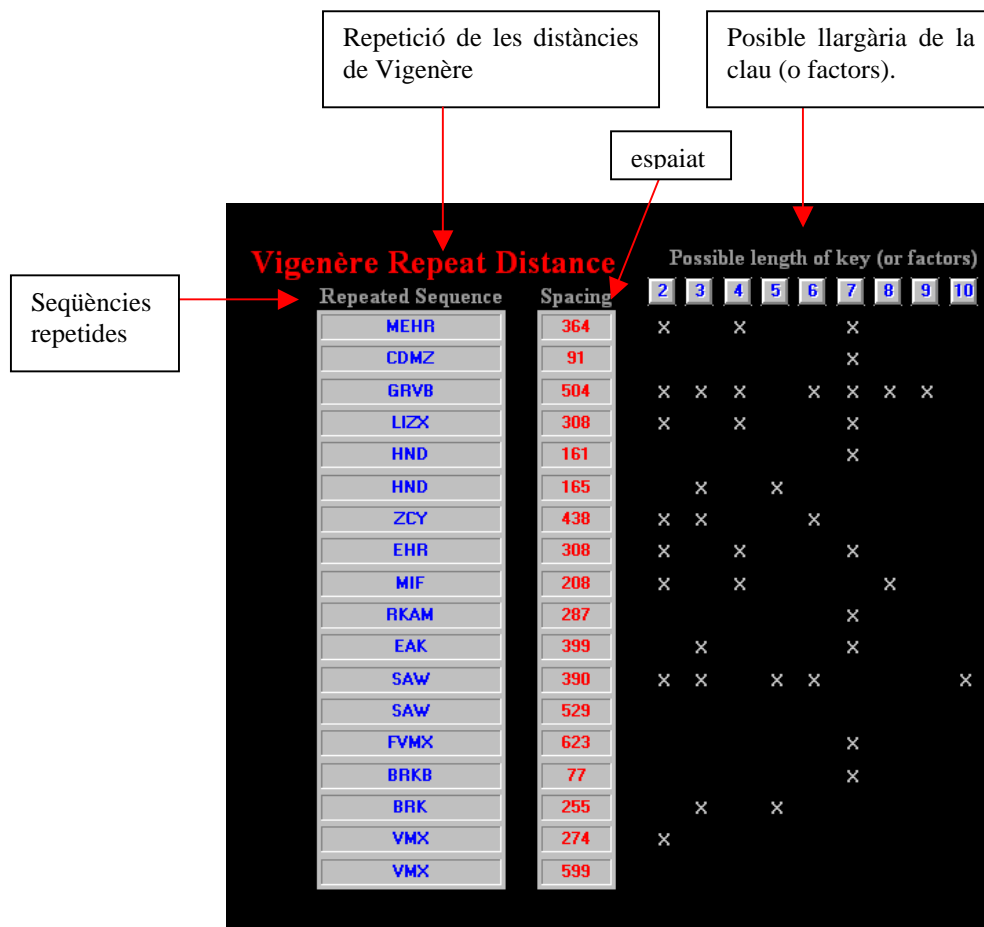 Repetició de les distàncies
de Vigenère
Posible llargària de la
clau (o factors).
espaiat
Seqüències
repetides
Vigenère Repeat Distance
Possible length of key (or factors)
Repeated Sequence Spacing 2 3 4 5 6 7 8 9 10
MEHR 364 X X X
CDMZ 91 X
GRVB 504 X X X X X X X
LIZX 308 X X X
HND 161 X
HND 165 X X
ZCY 438 X X X
EHR 308 X X X
MIF 208 X X X
RKAM 287 X
EAK 399 X X
SAW 390 X X X X X
SAW 529
FVMX 623 X
BRKB 77 X
BRK 255 X X
VMX 274 X
VMX 599